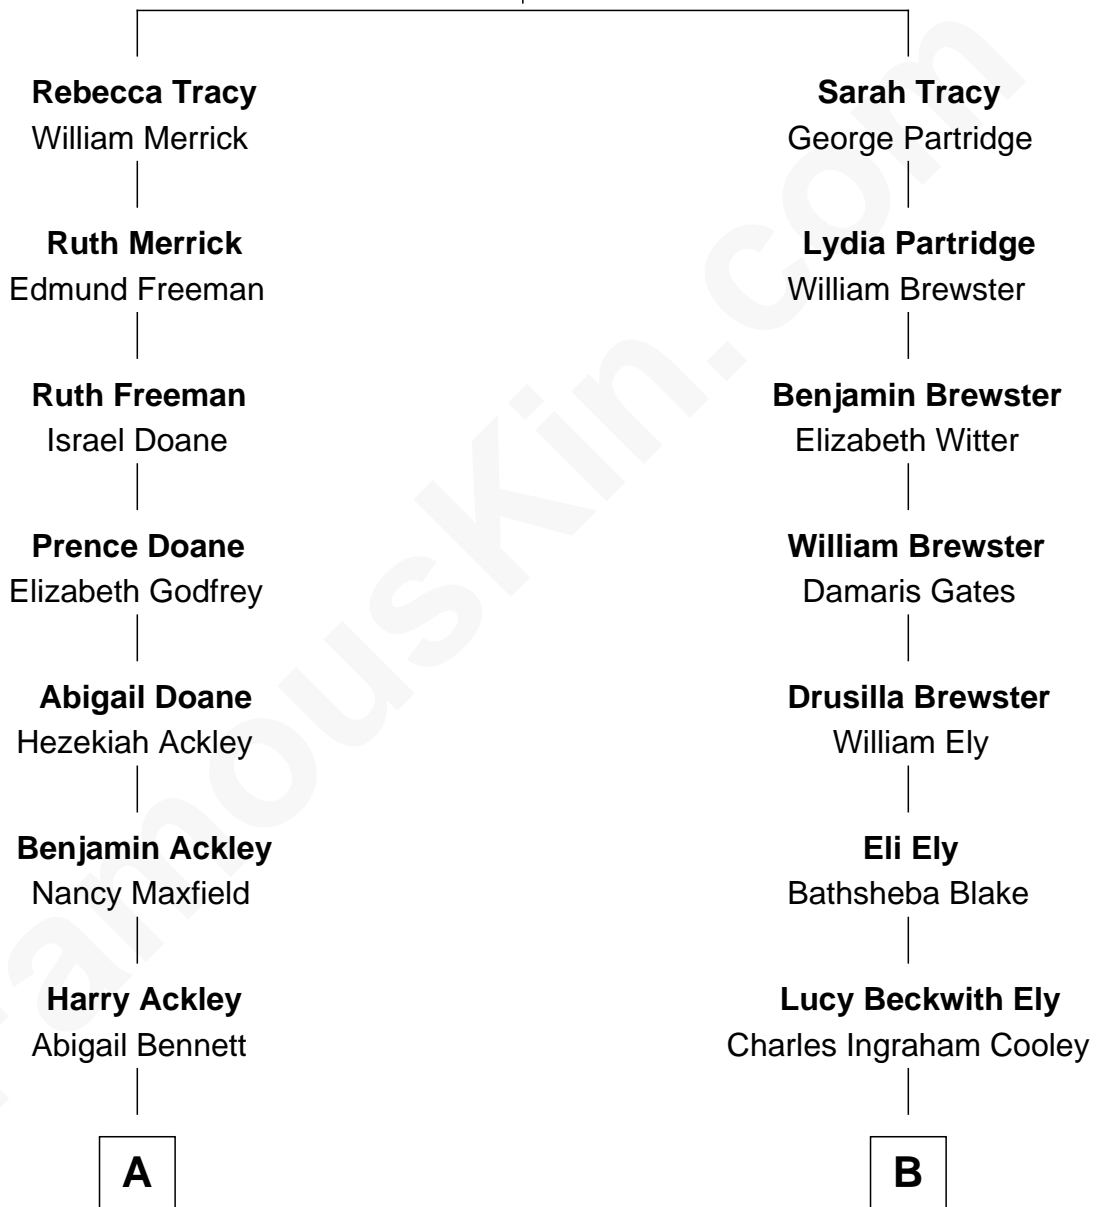 Rebecca Tracy
William Merrick
Sarah Tracy
George Partridge
Ruth Merrick
Edmund Freeman
Lydia Partridge
William Brewster
Ruth Freeman
Israel Doane
Benjamin Brewster
Elizabeth Witter
Prence Doane
Elizabeth Godfrey
William Brewster
Damaris Gates
Abigail Doane
Hezekiah Ackley
Drusilla Brewster
William Ely
Benjamin Ackley
Nancy Maxfield
Eli Ely
Bathsheba Blake
Harry Ackley
Abigail Bennett
Lucy Beckwith Ely
Charles Ingraham Cooley
A
B
FamousKin.com